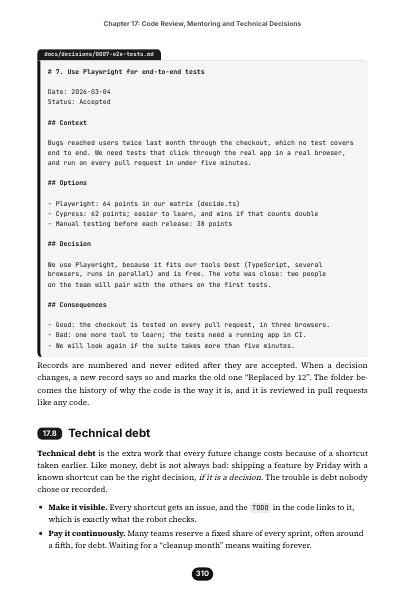 Chapter 17: Code Review, Mentoring and Technical Decisions
docs/decisions/0007-e2e-tests.md
# 7. Use Playwright for end-to-end tests
Date: 2026-03-04
Status: Accepted
## Context
Bugs reached users twice last month through the checkout, which no test covers
end to end. We need tests that click through the real app in a real browser,
and run on every pull request in under five minutes.
## Options
- Playwright: 64 points in our matrix (decide.ts)
- Cypress: 62 points; easier to learn, and wins if that counts double
- Manual testing before each release: 38 points
## Decision
We use Playwright, because it fits our tools best (TypeScript, several
browsers, runs in parallel) and is free. The vote was close: two people
on the team will pair with the others on the first tests.
## Consequences
- Good: the checkout is tested on every pull request, in three browsers.
- Bad: one more tool to learn; the tests need a running app in CI.
- We will look again if the suite takes more than five minutes.
Records are numbered and never edited after they are accepted. When a decision
changes, a new record says so and marks the old one “Replaced by 12”. The folder be-
comes the history of why the code is the way it is, and it is reviewed in pull requests
like any code.
17.8 Technical debt
Technical debt is the extra work that every future change costs because of a shortcut
taken earlier. Like money, debt is not always bad: shipping a feature by Friday with a
known shortcut can be the right decision, if it is a decision. The trouble is debt nobody
chose or recorded.
• Make it visible. Every shortcut gets an issue, and the TODO in the code links to it,
which is exactly what the robot checks.
• Pay it continuously. Many teams reserve a fixed share of every sprint, often around
a fifth, for debt. Waiting for a “cleanup month” means waiting forever.
310